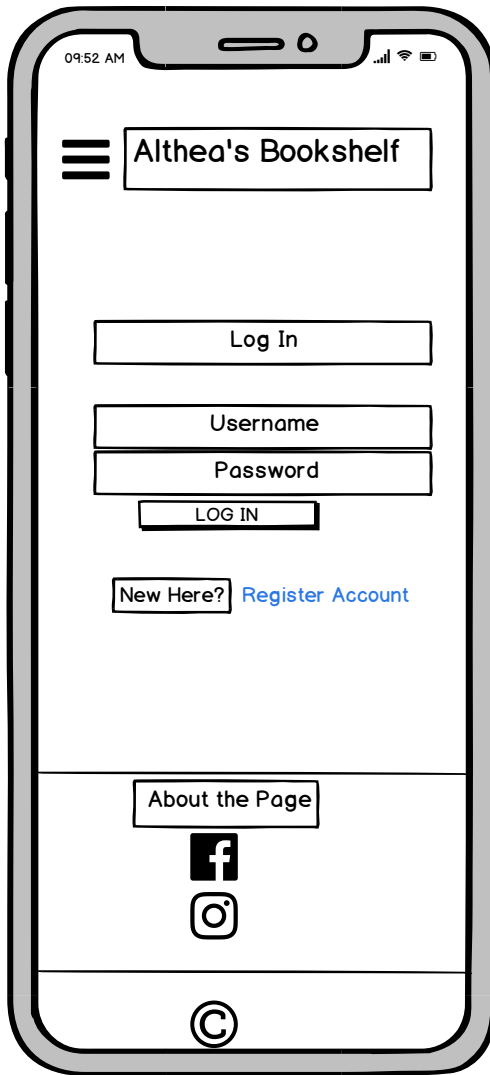 09:52 AM
Althea's Bookshelf
Log In
Username
Password
LOG IN
New Here? Register Account
About the Page
©